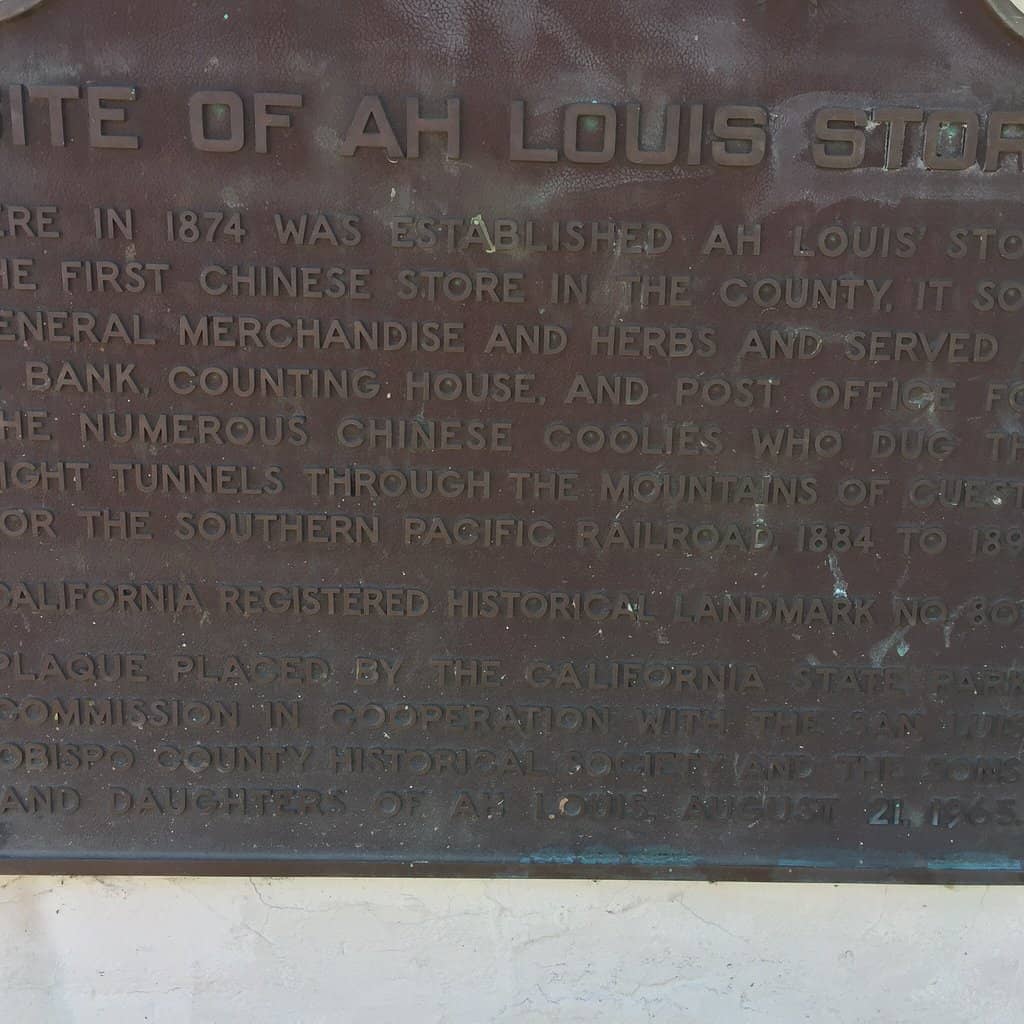 ITE OF AH LOUIS STOR
ERE IN 1874 WAS ESTABLISHED AH LOUIS' STO
HE FIRST CHINESE STORE IN THE COUNTY. IT SO
ENERAL MERCHANDISE AND HERBS AND SERVED
BANK, COUNTING HOUSE, AND POST OFFICE FO
HE NUMEROUS CHINESE COOLIES WHO DUG TH
IGHT TUNNELS THROUGH THE MOUNTAINS OF CUEST
OR THE SOUTHERN PACIFIC RAILROAD, 1884 TO 189
CALIFORNIA REGISTERED HISTORICAL LANDMARK NO. 80
PLAQUE PLACED BY THE CALIFORNIA STATE PARK
COMMISSION IN COOPERATION WITH THE SAN LUIS
OBISPO COUNTY HISTORICAL SOCIETY AND THE SONS
AND DAUGHTERS OF AH LOUIS, AUGUST 21, 1965.